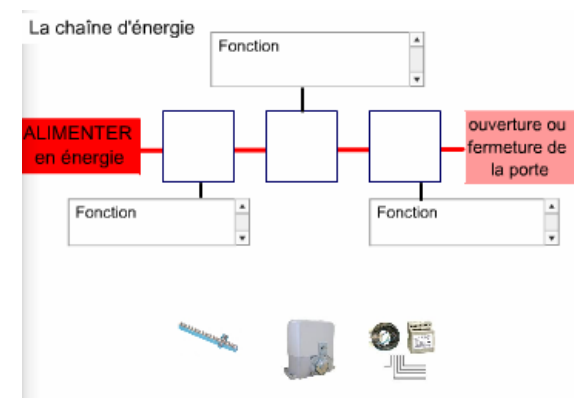 La chaîne d'énergie
Fonction
ALIMENTER
en énergie
ouverture ou
fermeture de
la porte
Fonction
Fonction